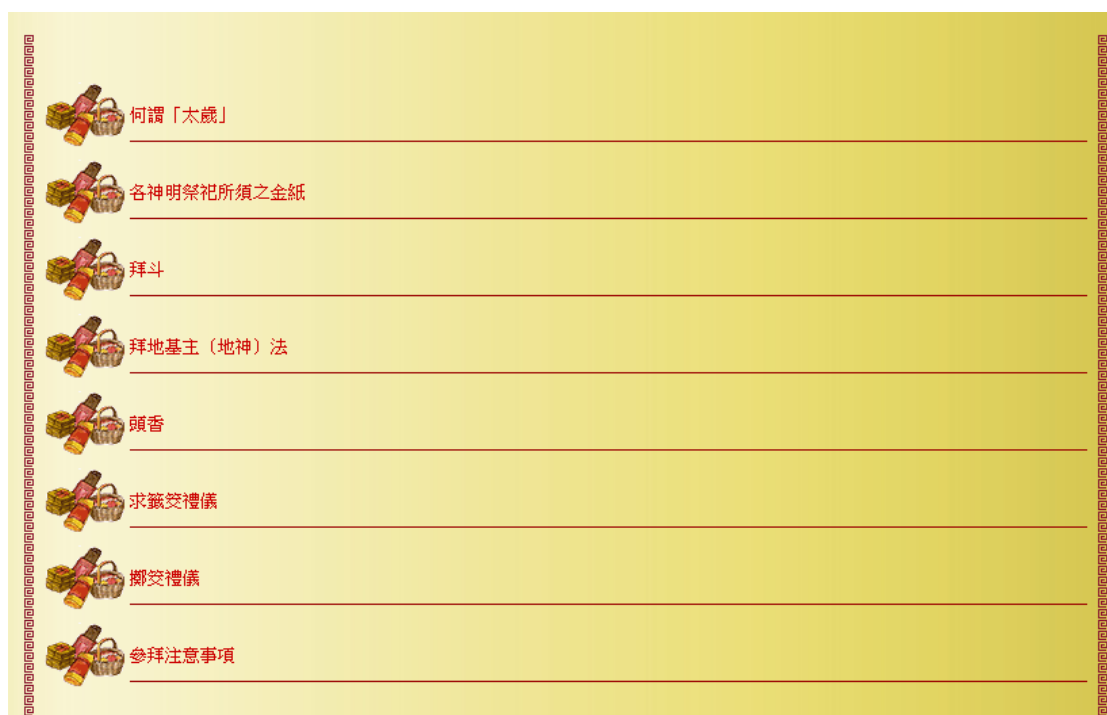 何謂「太歲」
各神明祭祀所須之金紙
拜斗
拜地基主〔地神〕法
頭香
求籤筊禮儀
擲筊禮儀
參拜注意事項